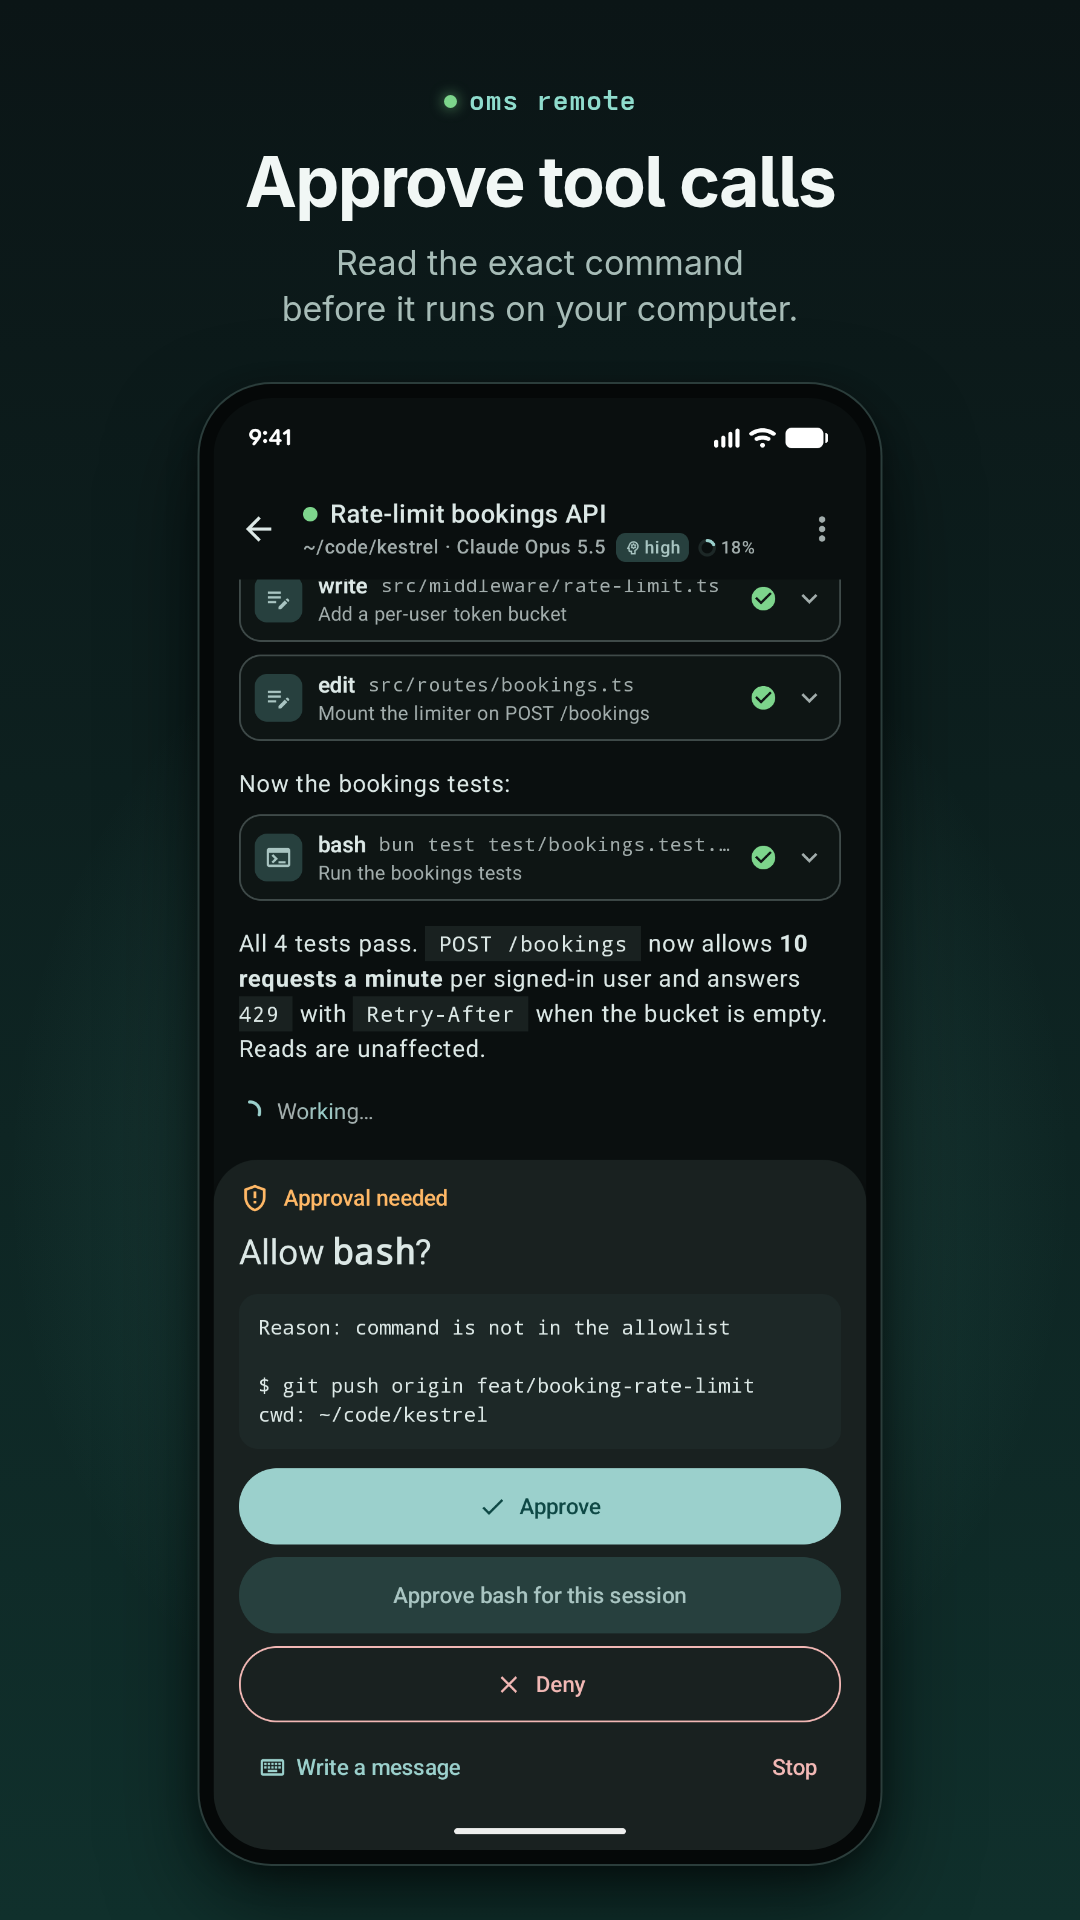 oms remote
Approve tool calls
Read the exact command
before it runs on your computer.
9:41
Rate-limit bookings API
~/code/kestrel · Claude Opus 5.5 high 18%
write src/middleware/rate-limit.ts
Add a per-user token bucket
edit src/routes/bookings.ts
Mount the limiter on POST /bookings
Now the bookings tests:
bash bun test test/bookings.test.…
Run the bookings tests
All 4 tests pass. POST /bookings now allows 10
requests a minute per signed-in user and answers
429 with Retry-After when the bucket is empty.
Reads are unaffected.
Working…
Approval needed
Allow bash?
Reason: command is not in the allowlist
$ git push origin feat/booking-rate-limit
cwd: ~/code/kestrel
Approve
Approve bash for this session
Deny
Write a message
Stop